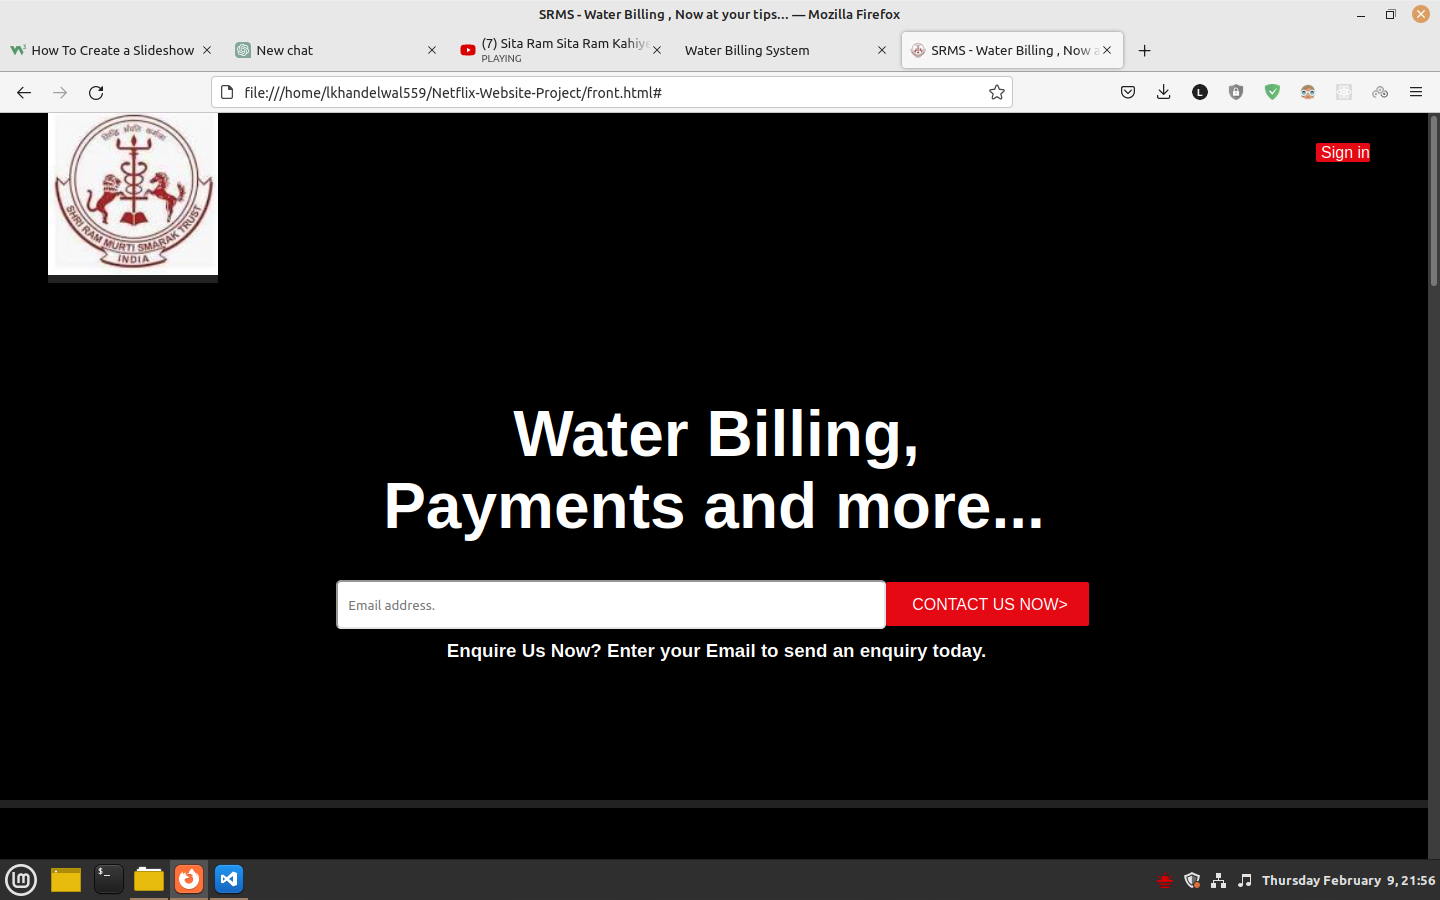 SRMS - Water Billing , Now at your tips... — Mozilla Firefox
How To Create a Slideshow
New chat
(7) Sita Ram Sita Ram Kahiye
PLAYING
Water Billing System
SRMS - Water Billing , Now a
file:///home/lkhandelwal559/Netflix-Website-Project/front.html#
L
SHRI RAM MURTI SMARAK TRUST
INDIA
Sign in
Water Billing,
Payments and more...
Email address.
CONTACT US NOW>
Enquire Us Now? Enter your Email to send an enquiry today.
Thursday February 9, 21:56